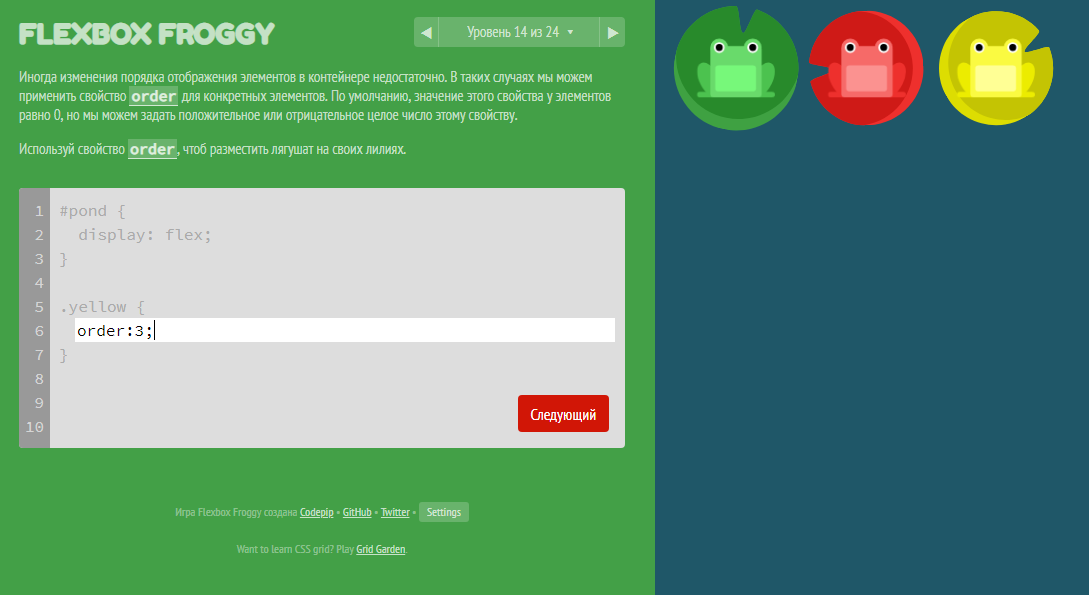 FLEXBOX FROGGY
◀ Уровень 14 из 24 ▾ ▶
Иногда изменения порядка отображения элементов в контейнере недостаточно. В таких случаях мы можем
применить свойство order для конкретных элементов. По умолчанию, значение этого свойства у элементов
равно 0, но мы можем задать положительное или отрицательное целое число этому свойству.
Используй свойство order, чтоб разместить лягушат на своих лилиях.
1 #pond {
2 display: flex;
3 }
4
5 .yellow {
6 order:3;
7 }
8
9
10
Следующий
Игра Flexbox Froggy создана Codepip • GitHub • Twitter • Settings
Want to learn CSS grid? Play Grid Garden.